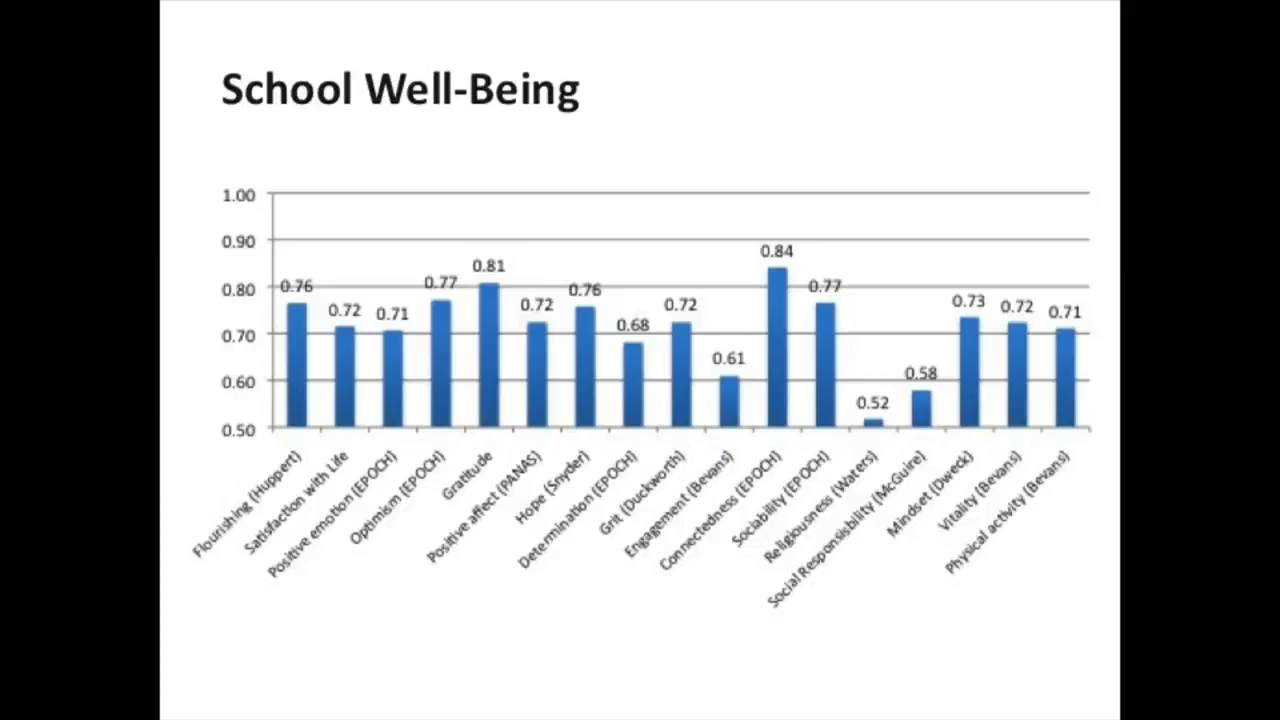 School Well-Being
1.00
0.90
0.80
0.70
0.60
0.50
0.76
0.72
0.71
0.77
0.81
0.72
0.76
0.68
0.72
0.61
0.84
0.77
0.52
0.58
0.73
0.72
0.71
Flourishing (Huppert)
Satisfaction with Life
Positive emotion (EPOCH)
Optimism (EPOCH)
Gratitude
Positive affect (PANAS)
Hope (Snyder)
Determination (EPOCH)
Grit (Duckworth)
Engagement (Bevans)
Connectedness (EPOCH)
Sociability (EPOCH)
Religiousness (Waters)
Social Responsisbility (McGuire)
Mindset (Dweck)
Vitality (Bevans)
Physical activity (Bevans)